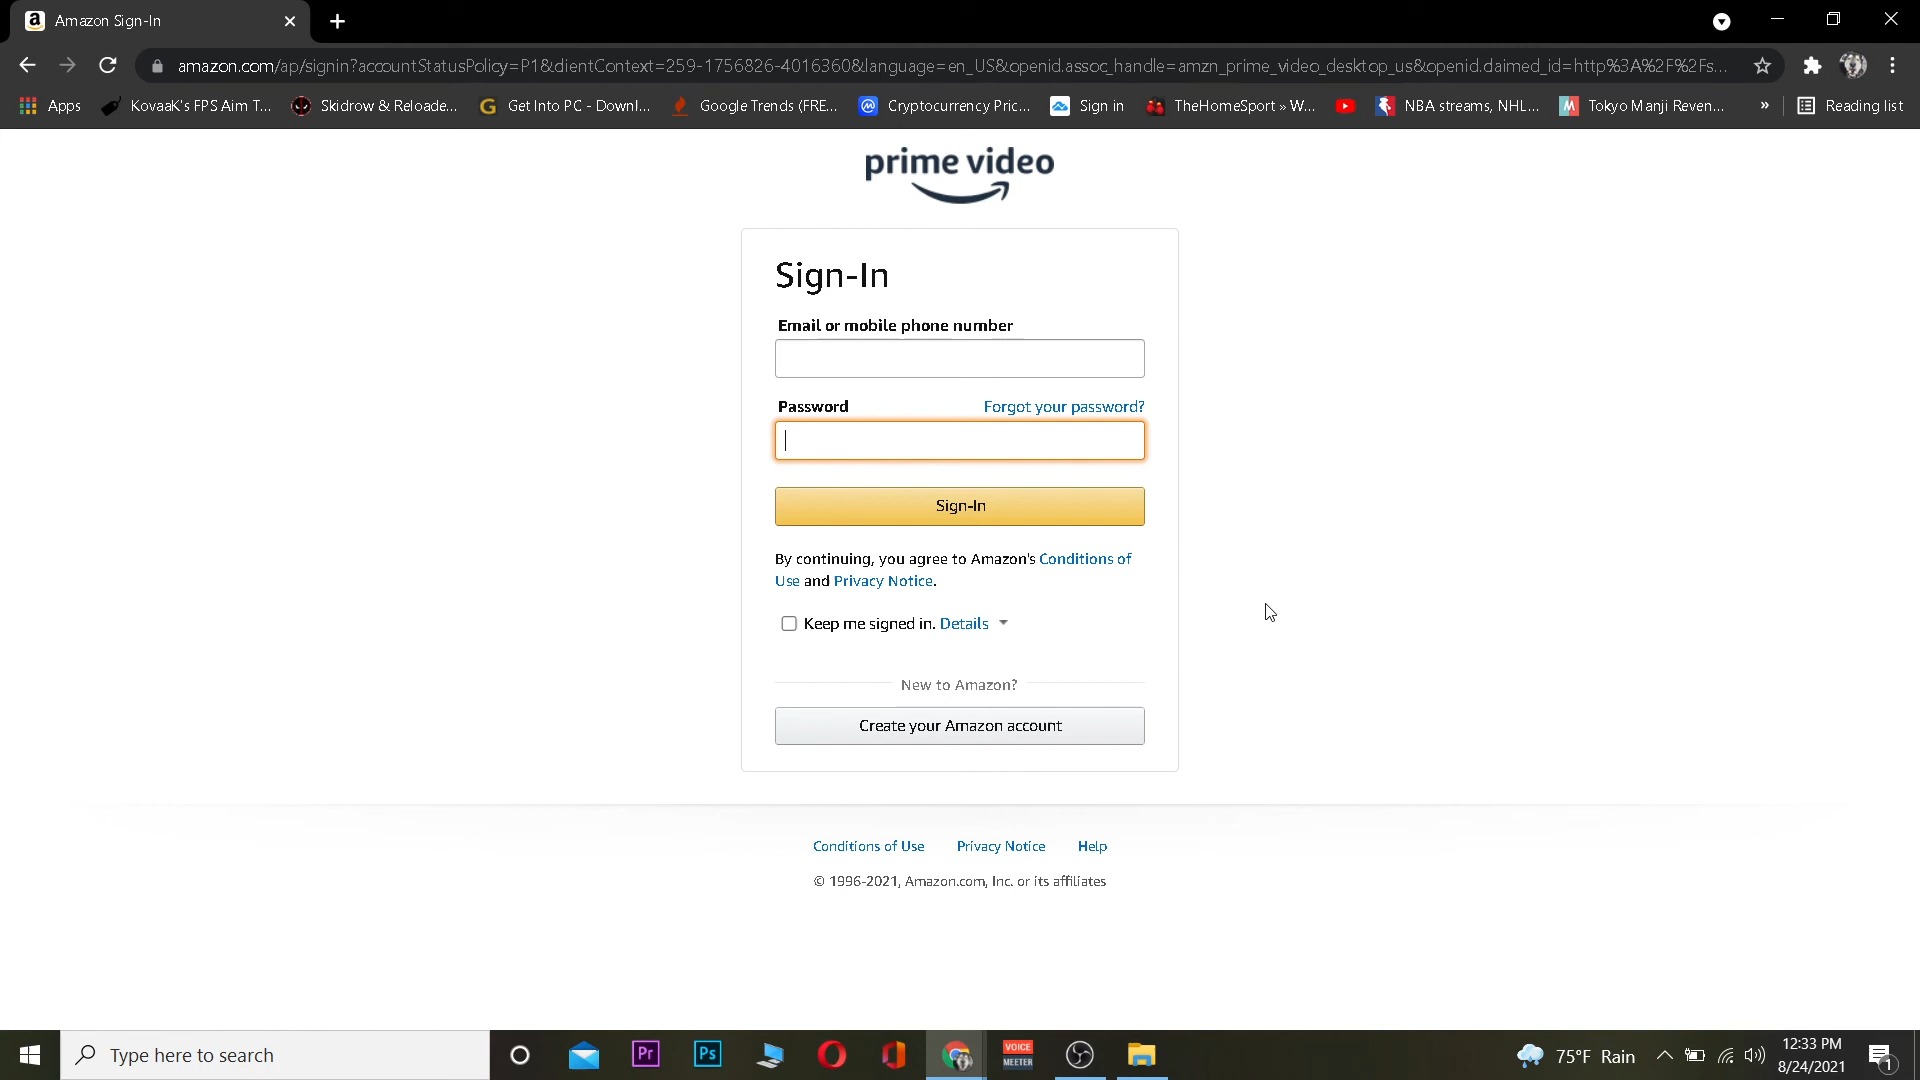 Amazon Sign-In
amazon.com/ap/signin?accountStatusPolicy=P1&clientContext=259-1756826-4016360&language=en_US&openid.assoc_handle=amzn_prime_video_desktop_us&openid.claimed_id=http%3A%2F%2Fs...
Apps KovaaK's FPS Aim T... Skidrow & Reloade... Get Into PC - Downl... Google Trends (FRE... Cryptocurrency Pric... Sign in TheHomeSport » W... NBA streams, NHL... Tokyo Manji Reven... » Reading list
prime video
Sign-In
Email or mobile phone number
Password Forgot your password?
Sign-In
By continuing, you agree to Amazon's Conditions of
Use and Privacy Notice.
Keep me signed in. Details
New to Amazon?
Create your Amazon account
Conditions of Use Privacy Notice Help
© 1996-2021, Amazon.com, Inc. or its affiliates
Type here to search Pr Ps VOICE MEETER 75°F Rain 12:33 PM
8/24/2021 1